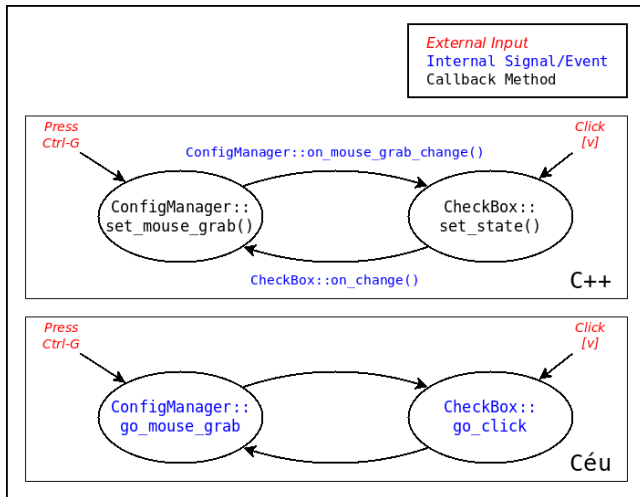 External Input
Internal Signal/Event
Callback Method
Press
Ctrl-G
Click
[v]
ConfigManager::on_mouse_grab_change()
ConfigManager::
set_mouse_grab()
CheckBox::
set_state()
CheckBox::on_change()
C++
Press
Ctrl-G
Click
[v]
ConfigManager::
go_mouse_grab
CheckBox::
go_click
Céu